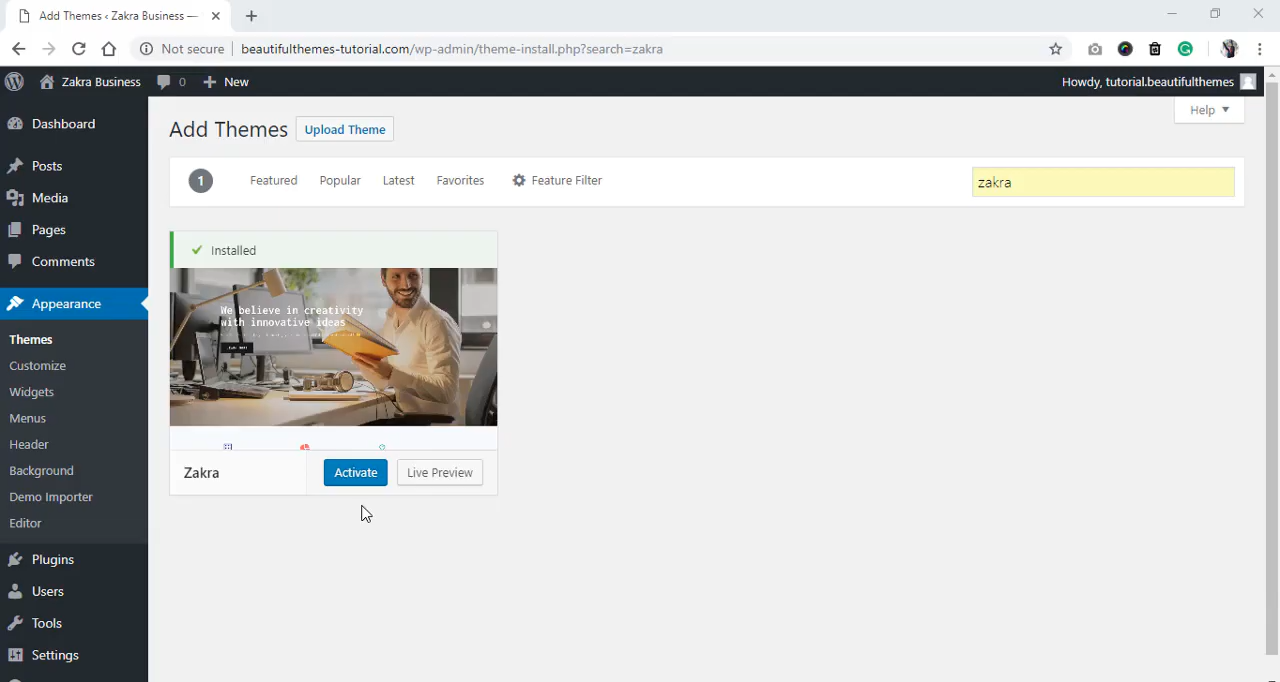 Add Themes ‹ Zakra Business —
Not secure
beautifulthemes-tutorial.com/wp-admin/theme-install.php?search=zakra
Zakra Business
0
New
Howdy, tutorial.beautifulthemes
Dashboard
Posts
Media
Pages
Comments
Appearance
Themes
Customize
Widgets
Menus
Header
Background
Demo Importer
Editor
Plugins
Users
Tools
Settings
Help
Add Themes
Upload Theme
1
Featured
Popular
Latest
Favorites
Feature Filter
zakra
Installed
We believe in creativity
with innovative ideas
Zakra
Activate
Live Preview